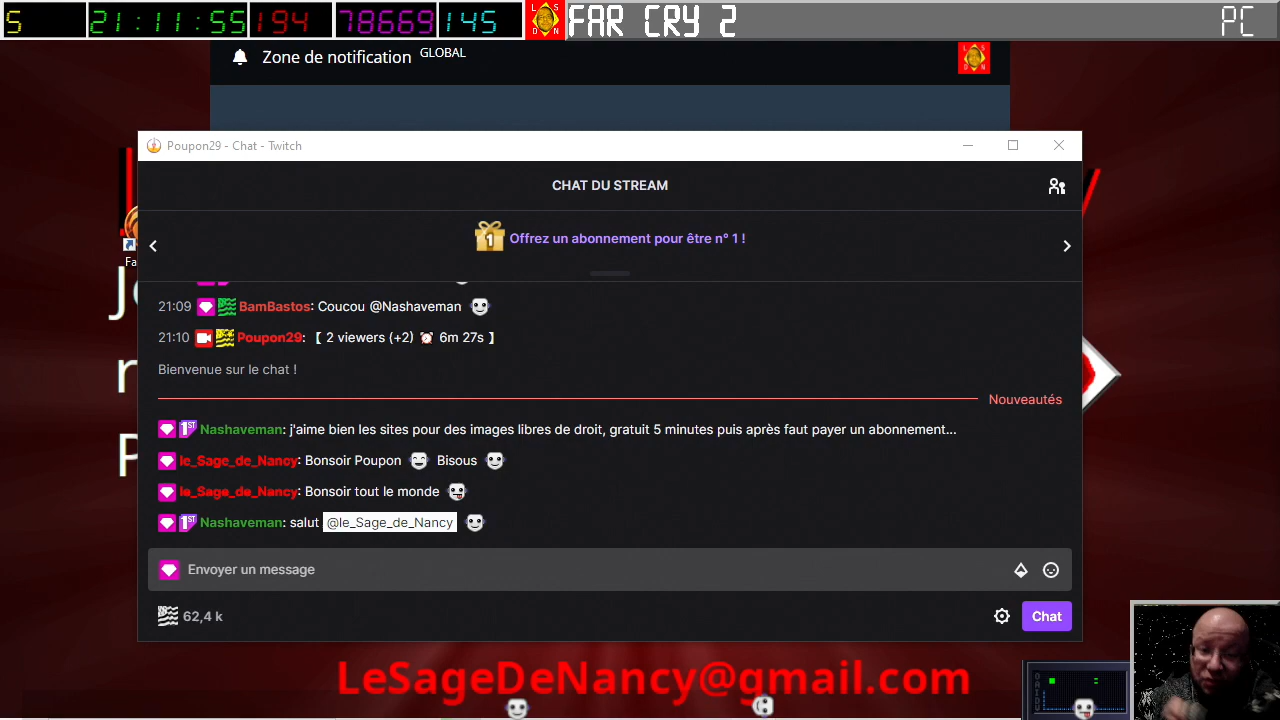 5 21:11:55 194 78669 145 FAR CRY 2 PC
Zone de notification GLOBAL
Poupon29 - Chat - Twitch
CHAT DU STREAM
1 Offrez un abonnement pour être n° 1 !
21:09 BamBastos: Coucou @Nashaveman
21:10 Poupon29: 【 2 viewers (+2) ⏰ 6m 27s 】
Bienvenue sur le chat !
Nouveautés
1ST Nashaveman: j'aime bien les sites pour des images libres de droit, gratuit 5 minutes puis après faut payer un abonnement...
le_Sage_de_Nancy: Bonsoir Poupon Bisous
le_Sage_de_Nancy: Bonsoir tout le monde
1ST Nashaveman: salut @le_Sage_de_Nancy
Envoyer un message
62,4 k
Chat
LeSageDeNancy@gmail.com